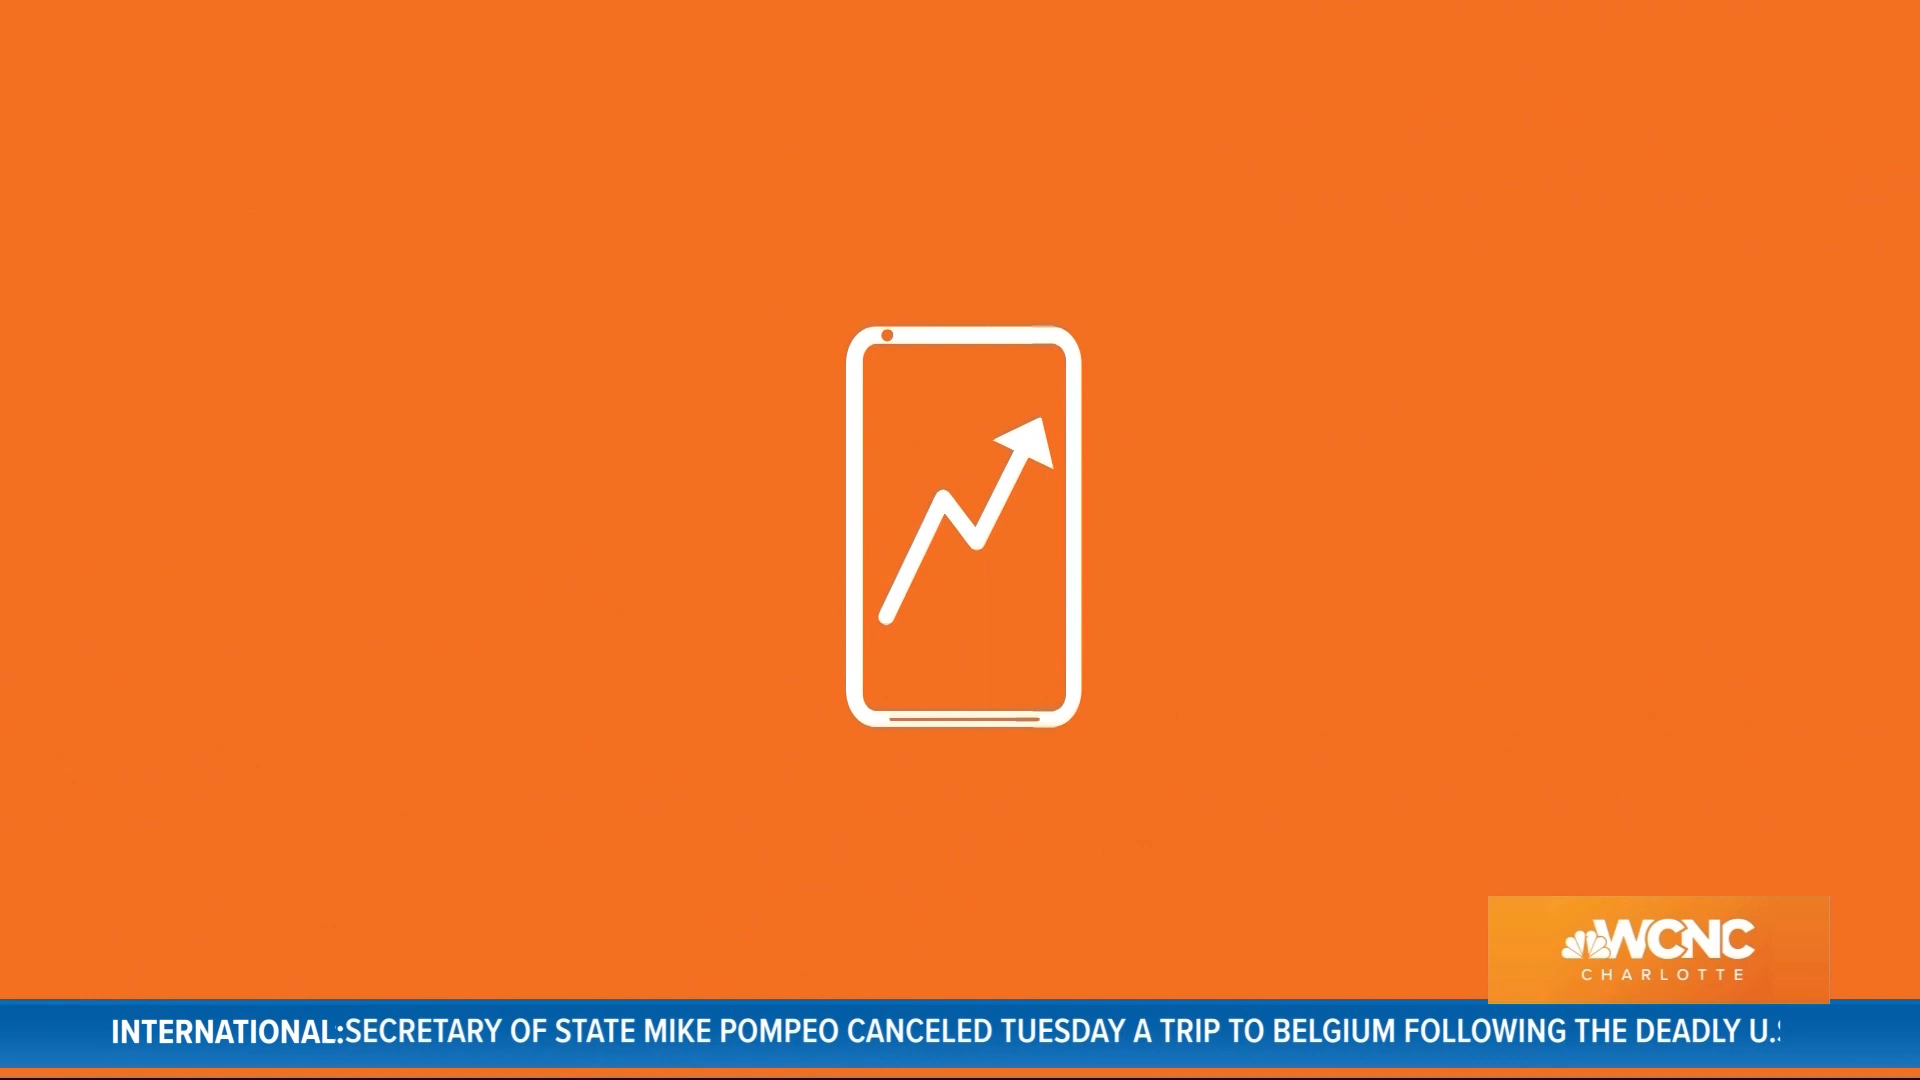 WCNC
CHARLOTTE
INTERNATIONAL:SECRETARY OF STATE MIKE POMPEO CANCELED TUESDAY A TRIP TO BELGIUM FOLLOWING THE DEADLY U.S